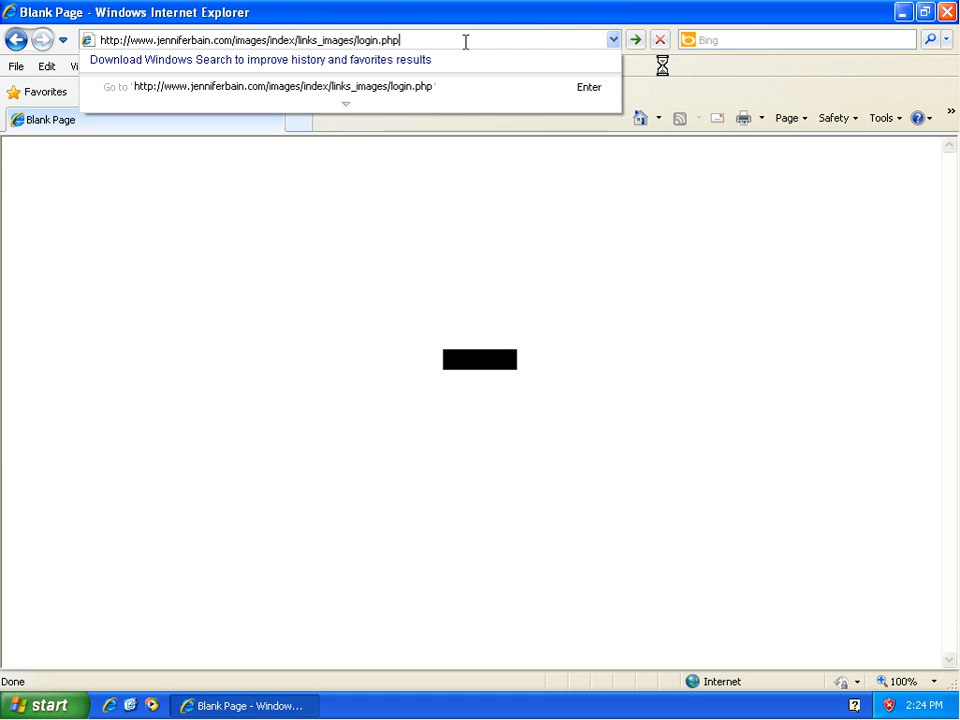 Blank Page - Windows Internet Explorer
http://www.jenniferbain.com/images/index/links_images/login.php
Bing
Download Windows Search to improve history and favorites results
File Edit Vi
Go to 'http://www.jenniferbain.com/images/index/links_images/login.php' Enter
Favorites
Blank Page
Page Safety Tools »
Done Internet 100%
start Blank Page - Window... 2:24 PM